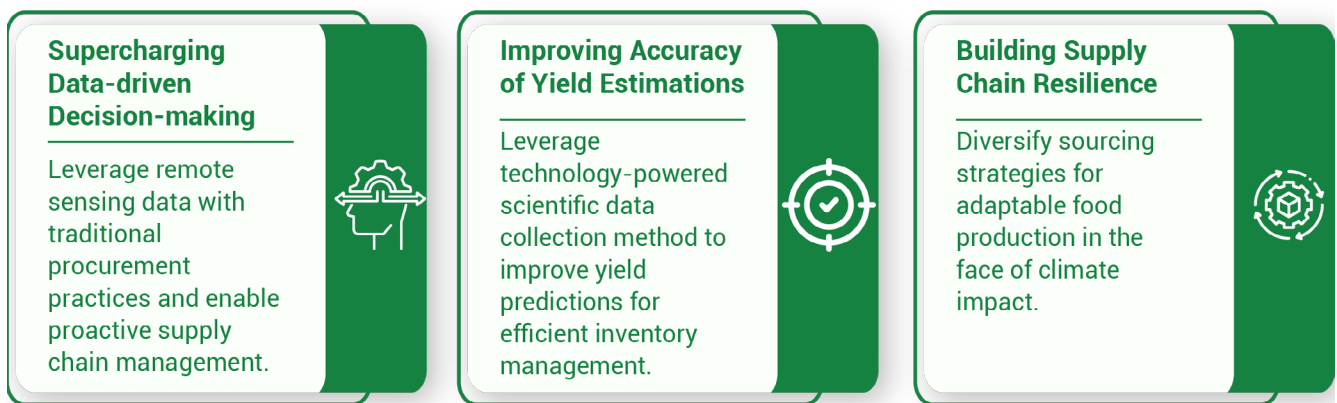 Supercharging
Data-driven
Decision-making
Leverage remote
sensing data with
traditional
procurement
practices and enable
proactive supply
chain management.
Improving Accuracy
of Yield Estimations
Leverage
technology-powered
scientific data
collection method to
improve yield
predictions for
efficient inventory
management.
Building Supply
Chain Resilience
Diversify sourcing
strategies for
adaptable food
production in the
face of climate
impact.